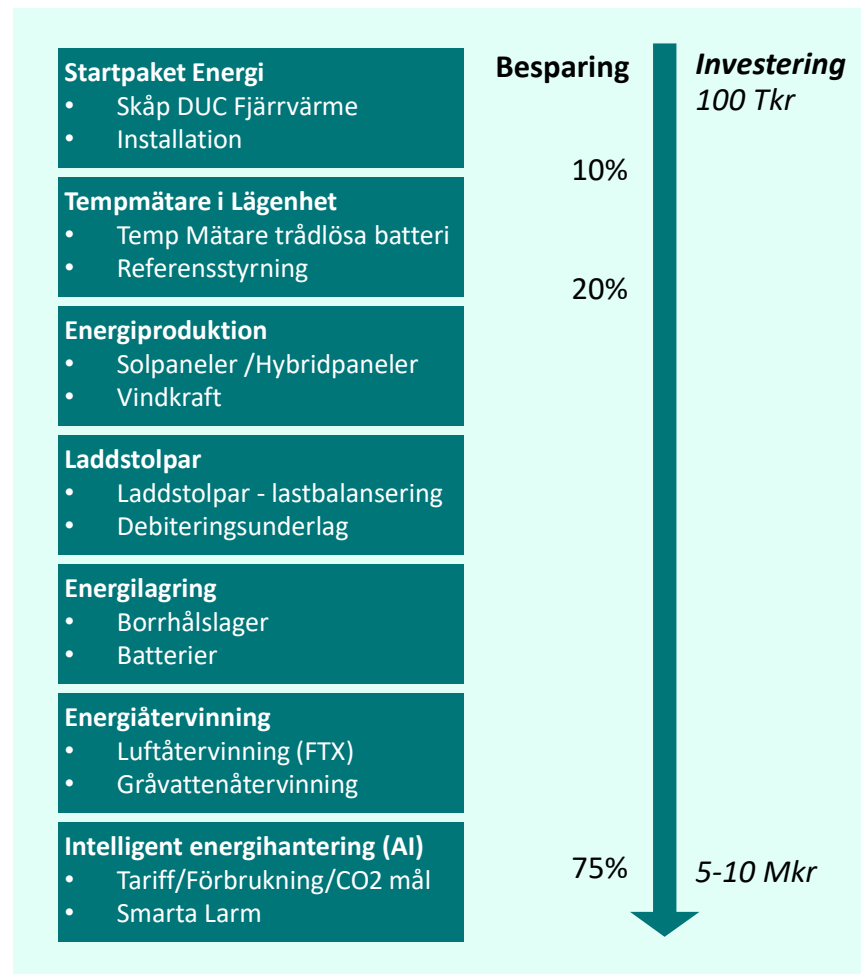 Startpaket Energi
• Skåp DUC Fjärrvärme
• Installation
Tempmätare i Lägenhet
• Temp Mätare trådlösa batteri
• Referensstyrning
Energiproduktion
• Solpaneler /Hybridpaneler
• Vindkraft
Laddstolpar
• Laddstolpar - lastbalansering
• Debiteringsunderlag
Energilagring
• Borrhålslager
• Batterier
Energiåtervinning
• Luftåtervinning (FTX)
• Gråvattenåtervinning
Intelligent energihantering (AI)
• Tariff/Förbrukning/CO2 mål
• Smarta Larm
Besparing
10%
20%
75%
Investering
100 Tkr
5-10 Mkr